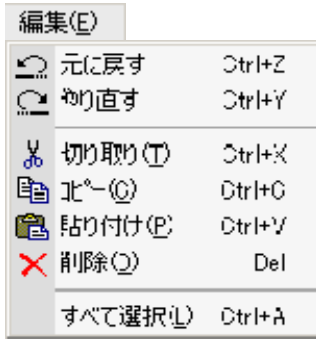 編集(E)
元に戻す Ctrl+Z
やり直す Ctrl+Y
切り取り(T) Ctrl+X
コピー(C) Ctrl+C
貼り付け(P) Ctrl+V
削除(D) Del
すべて選択(L) Ctrl+A